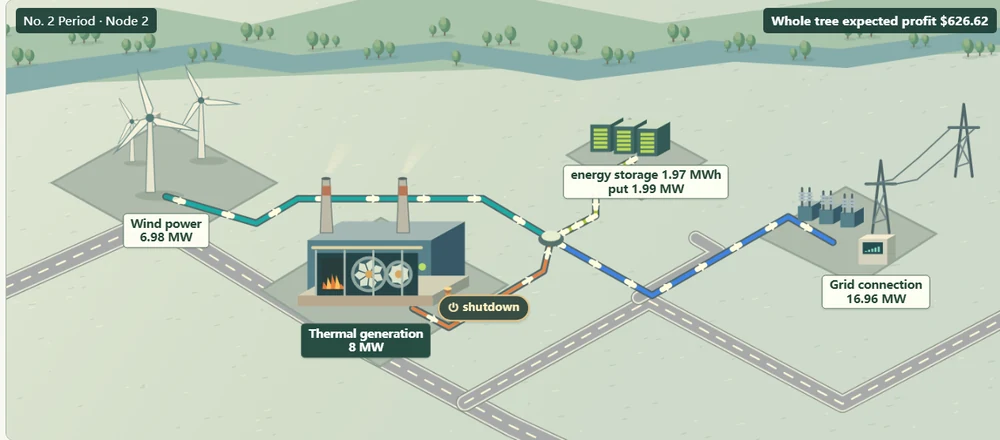 No. 2 Period · Node 2
Whole tree expected profit $626.62
energy storage 1.97 MWh
put 1.99 MW
Wind power
6.98 MW
Grid connection
16.96 MW
shutdown
Thermal generation
8 MW